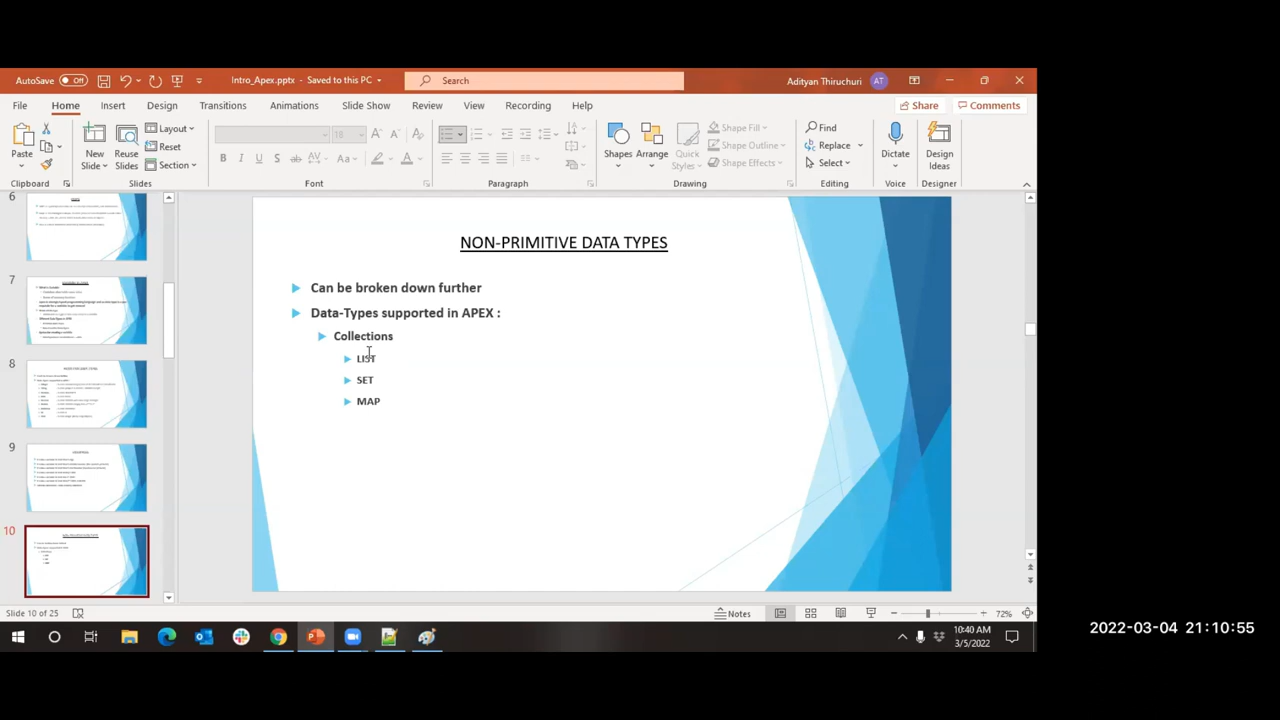 AutoSave Off Intro_Apex.pptx - Saved to this PC Search Adityan Thiruchuri AT
File Home Insert Design Transitions Animations Slide Show Review View Recording Help Share Comments
Paste New Slide Reuse Slides Layout Reset Section 18 Shapes Arrange Quick Styles Shape Fill Shape Outline Shape Effects Find Replace Select Dictate Design Ideas
Clipboard Slides Font Paragraph Drawing Editing Voice Designer
6
7
8
9
10
NON-PRIMITIVE DATA TYPES
Can be broken down further
Data-Types supported in APEX :
Collections
LIST
SET
MAP
Slide 10 of 25 Notes 72%
10:40 AM
3/5/2022
2022-03-04 21:10:55